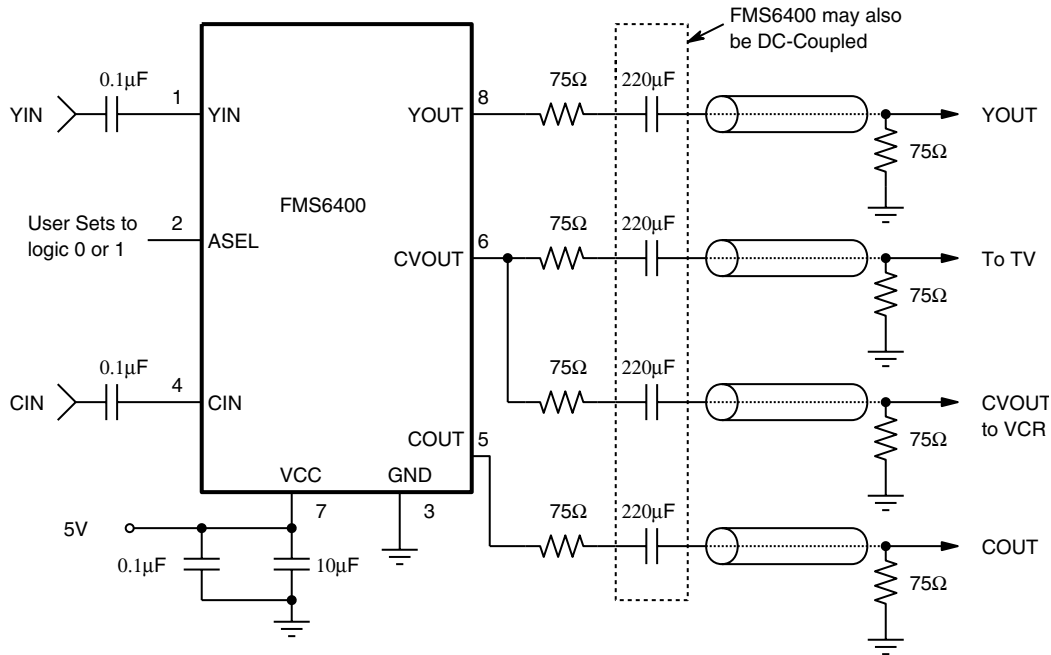 FMS6400 may also
be DC-Coupled
0.1µF
75Ω
220µF
YIN
1
YIN
YOUT
8
YOUT
75Ω
FMS6400
User Sets to
logic 0 or 1
2
ASEL
75Ω
220µF
6
CVOUT
To TV
75Ω
0.1µF
75Ω
220µF
CIN
4
CIN
CVOUT
to VCR
75Ω
COUT
5
VCC
GND
7
3
75Ω
220µF
5V
COUT
0.1µF
10µF
75Ω